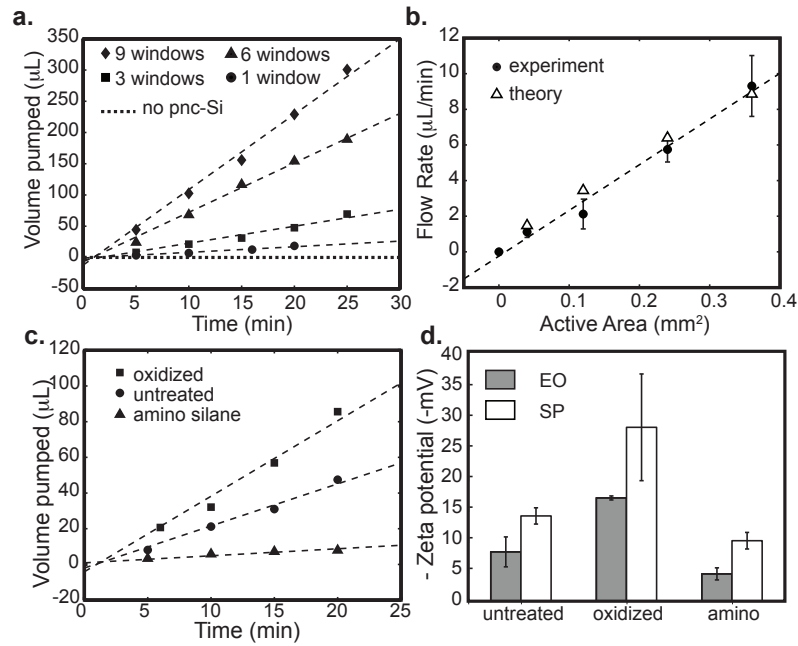 a.
Volume pumped (μL)
350
300
250
200
150
100
50
0
-50
9 windows
6 windows
3 windows
1 window
no pnc-Si
0 5 10 15 20 25 30
Time (min)
b.
Flow Rate (μL/min)
12
10
8
6
4
2
0
-2
experiment
theory
0 0.1 0.2 0.3 0.4
Active Area (mm²)
c.
Volume pumped (μL)
120
100
80
60
40
20
0
-20
oxidized
untreated
amino silane
0 5 10 15 20 25
Time (min)
d.
- Zeta potential (-mV)
40
35
30
25
20
15
10
5
0
EO
SP
untreated oxidized amino